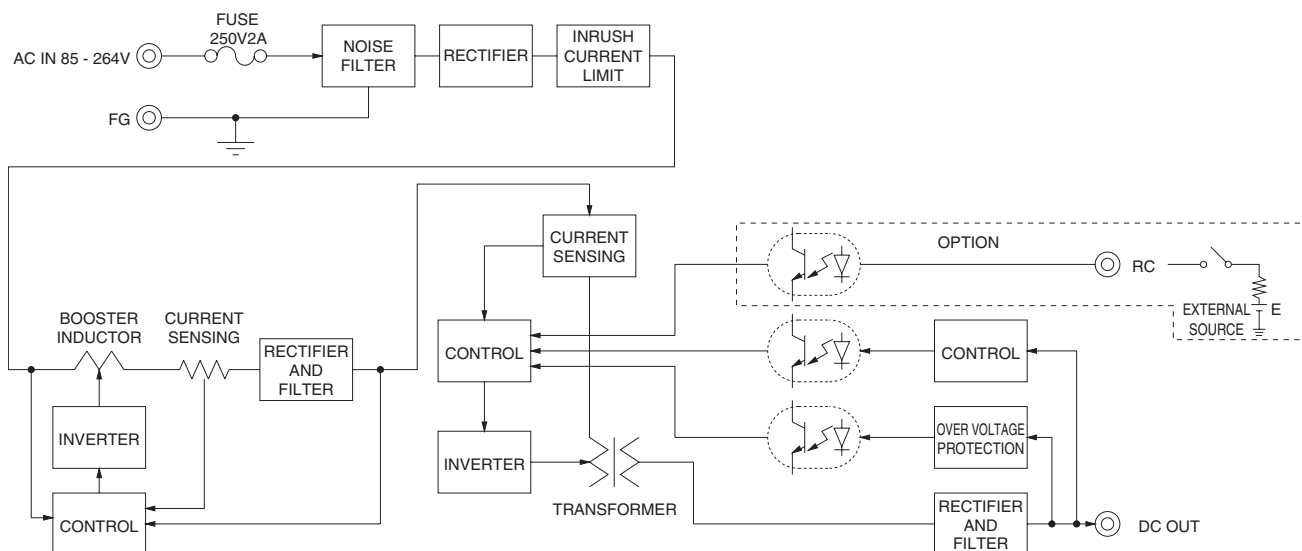 FUSE
250V2A
AC IN 85 - 264V
NOISE
FILTER
RECTIFIER
INRUSH
CURRENT
LIMIT
FG
CURRENT
SENSING
OPTION
RC
EXTERNAL
SOURCE
E
BOOSTER
INDUCTOR
CURRENT
SENSING
RECTIFIER
AND
FILTER
CONTROL
CONTROL
INVERTER
INVERTER
OVER VOLTAGE
PROTECTION
TRANSFORMER
CONTROL
RECTIFIER
AND
FILTER
DC OUT